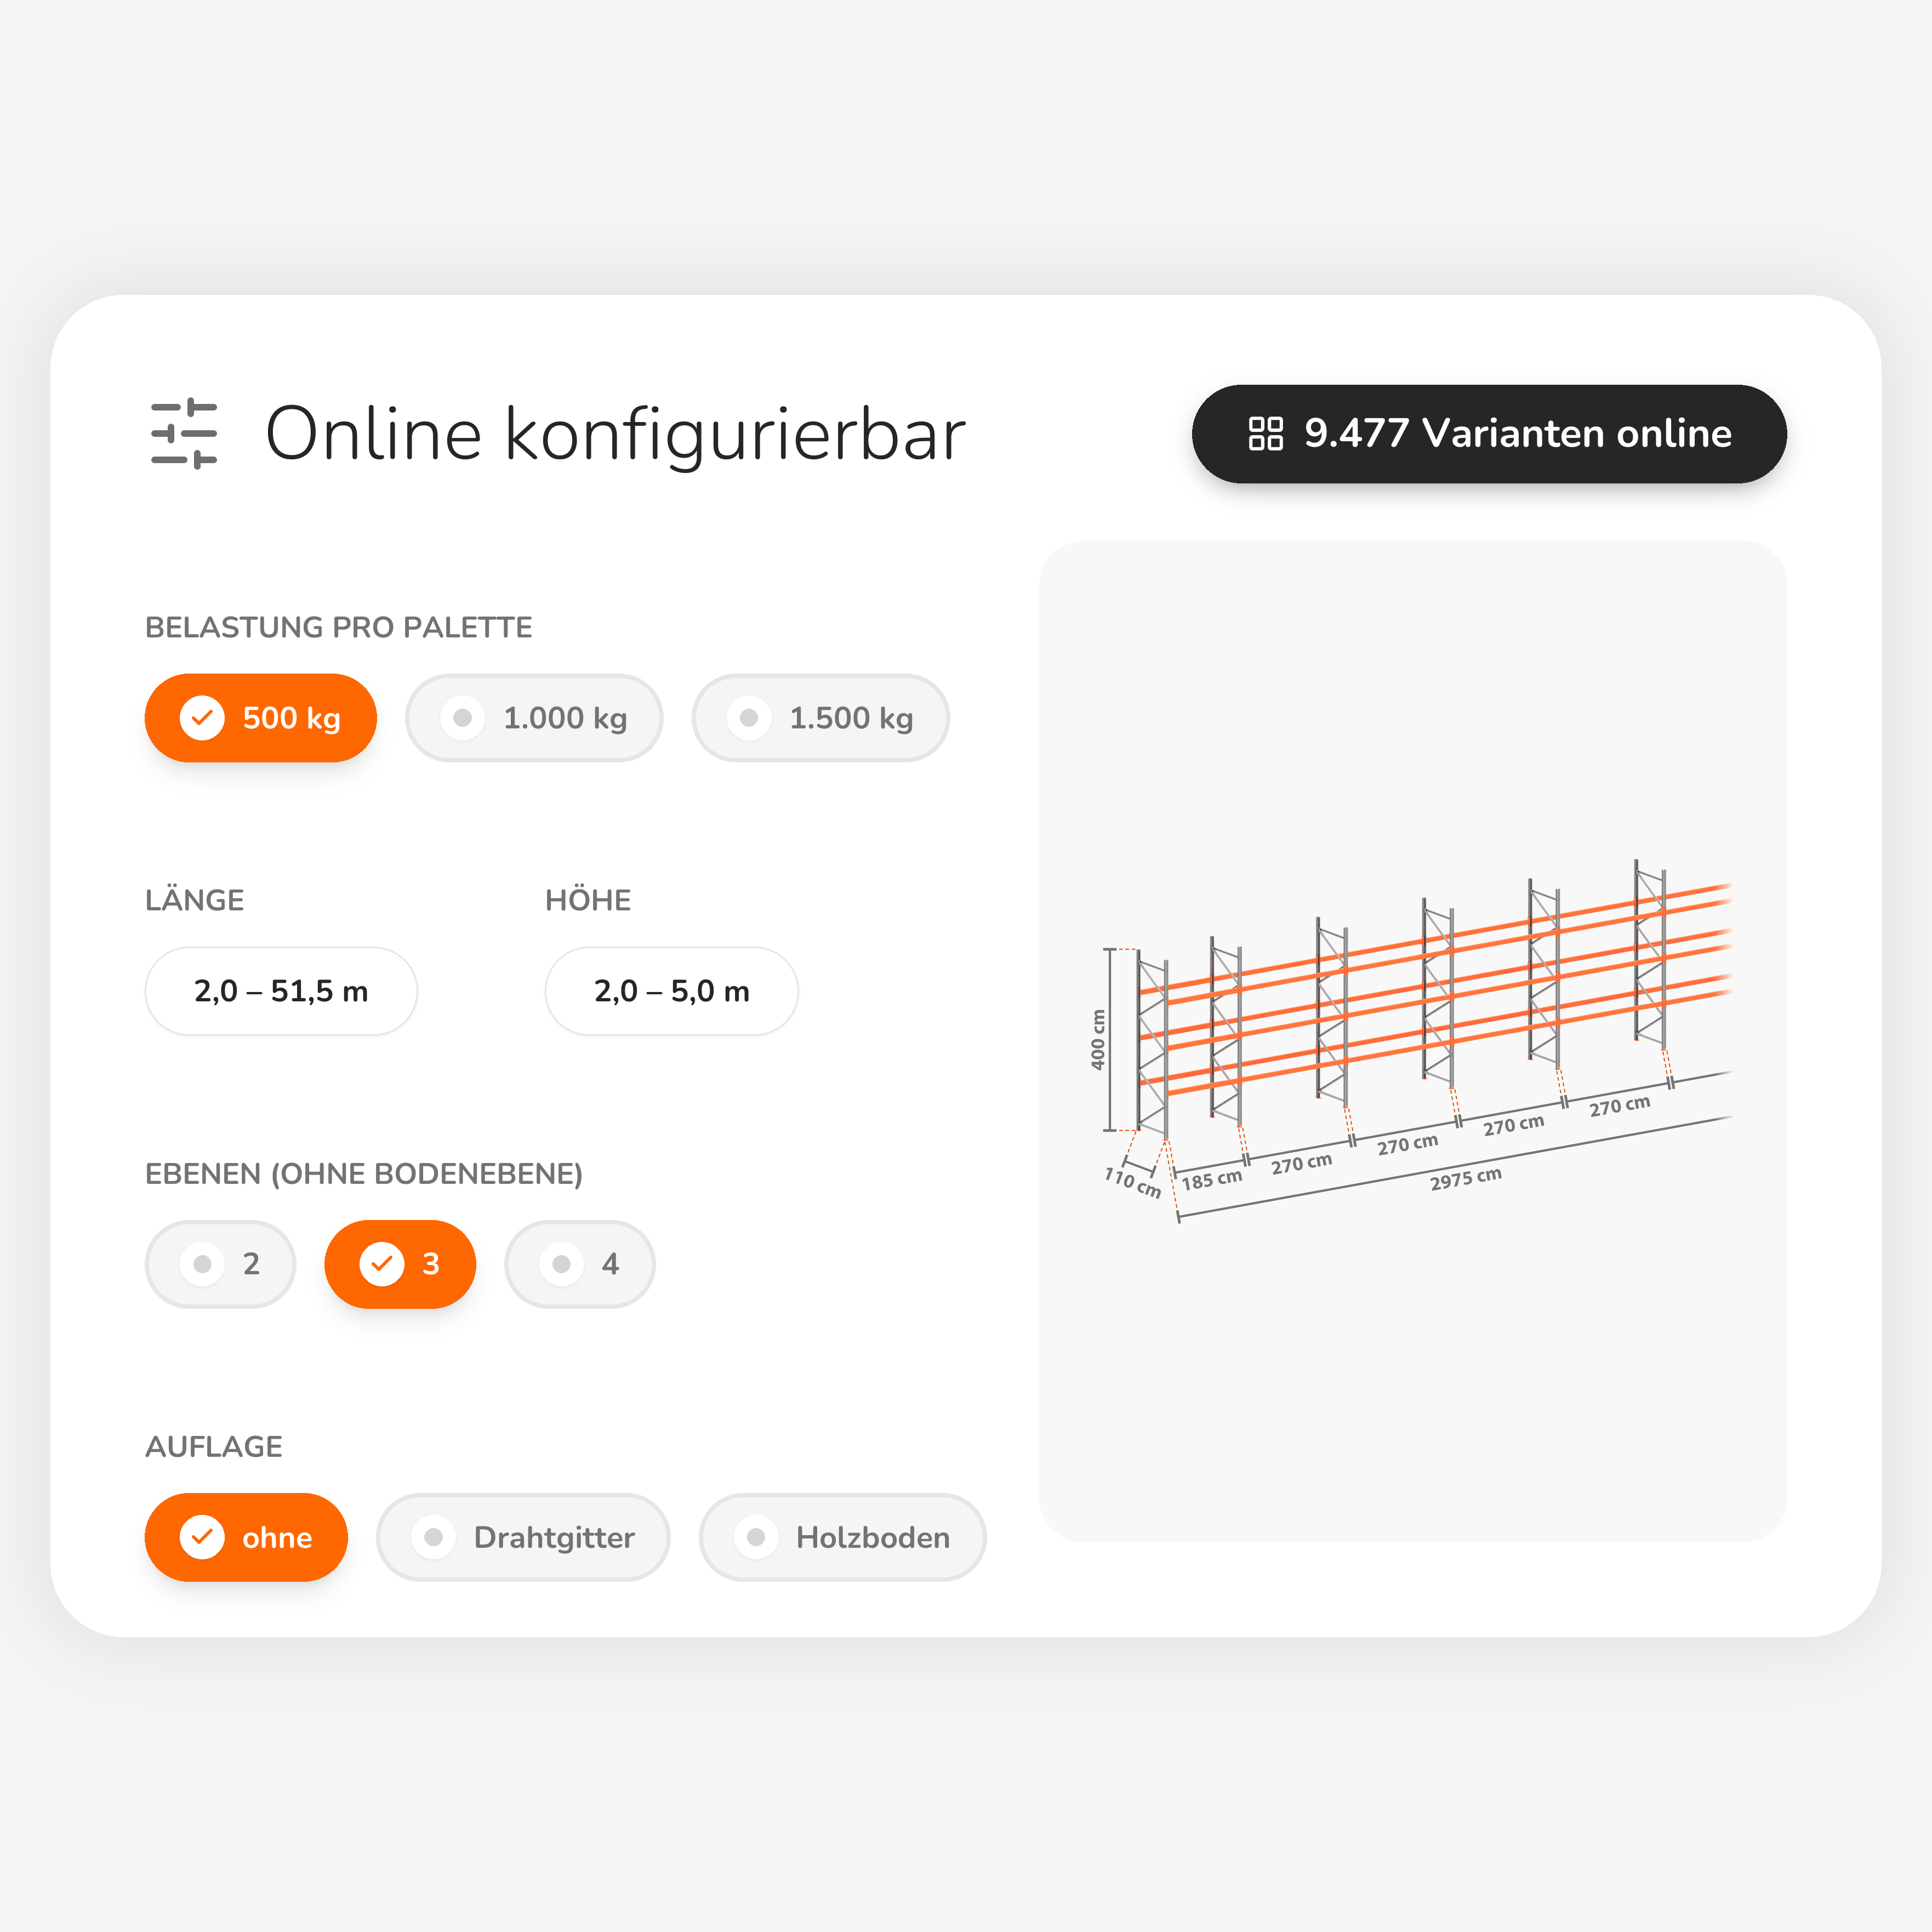 Online konfigurierbar
9.477 Varianten online
BELASTUNG PRO PALETTE
500 kg
1.000 kg
1.500 kg
LÄNGE
HÖHE
2,0 – 51,5 m
2,0 – 5,0 m
EBENEN (OHNE BODENEBENE)
2
3
4
AUFLAGE
ohne
Drahtgitter
Holzboden
400 cm
110 cm
185 cm
270 cm
270 cm
270 cm
270 cm
2975 cm